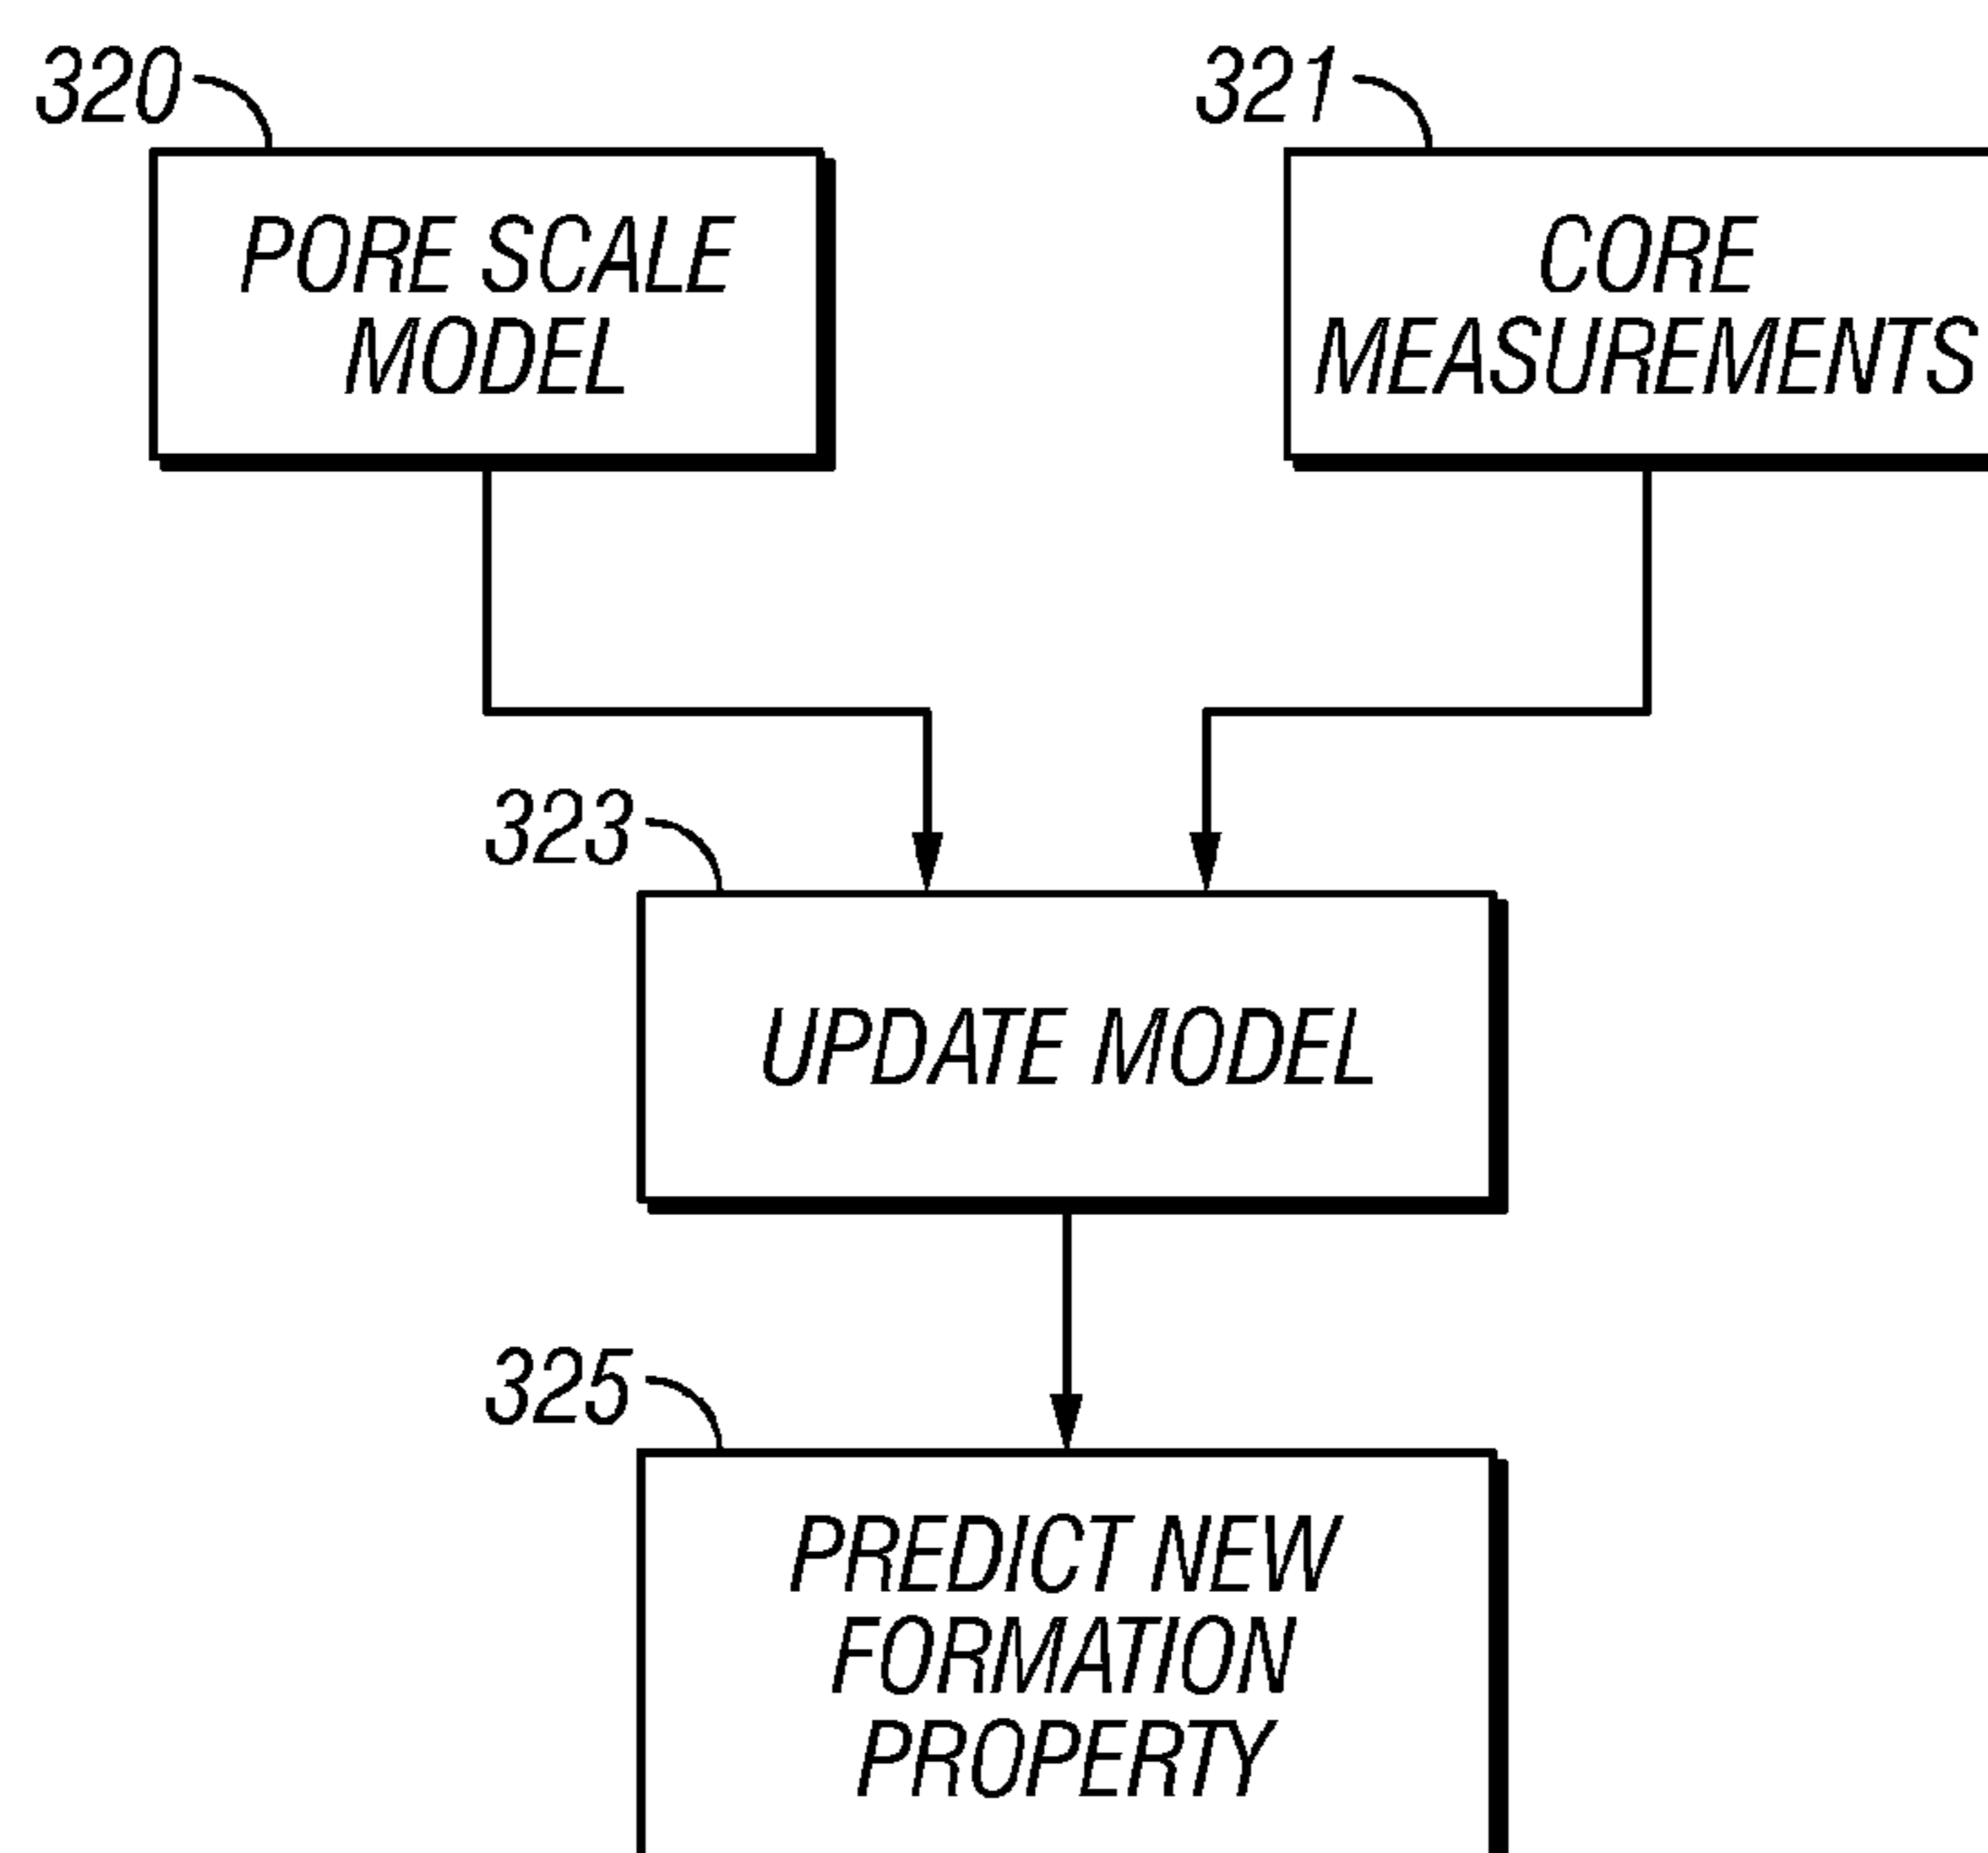 320
PORE SCALE
MODEL
321
CORE
MEASUREMENTS
323
UPDATE MODEL
325
PREDICT NEW
FORMATION
PROPERTY